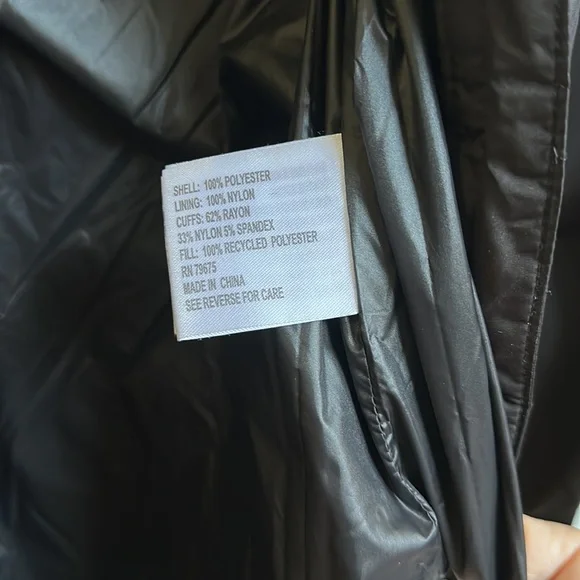 SHELL: 100% POLYESTER
LINING: 100% NYLON
CUFFS: 62% RAYON
33% NYLON 5% SPANDEX
FILL: 100% RECYCLED POLYESTER
RN 79675
MADE IN CHINA
SEE REVERSE FOR CARE